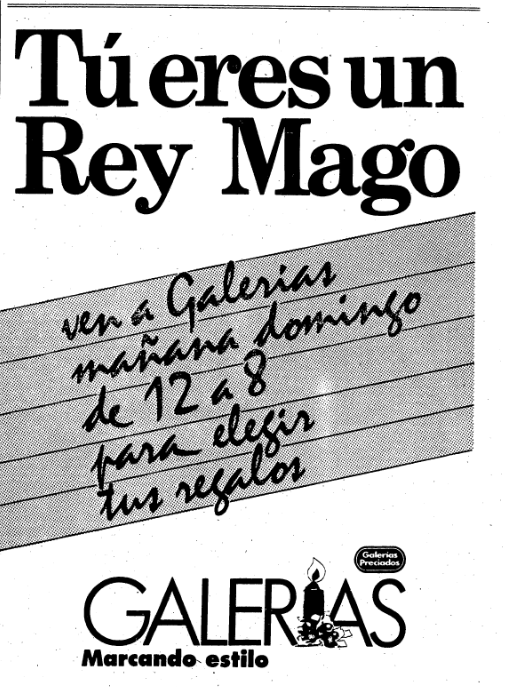 Tú eres un
Rey Mago
ven a Galerias
mañana domingo
de 12 a 8
para elegir
tus regalos
Galerías
Preciados
GALERIAS
Marcando estilo